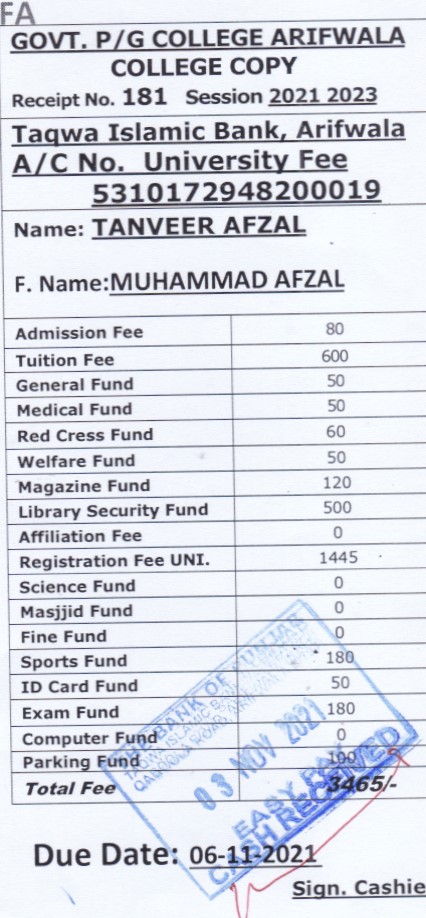 FA
GOVT. P/G COLLEGE ARIFWALA
COLLEGE COPY
Receipt No. 181 Session 2021 2023
Taqwa Islamic Bank, Arifwala
A/C No. University Fee
5310172948200019
Name: TANVEER AFZAL
F. Name:MUHAMMAD AFZAL
Admission Fee 80
Tuition Fee 600
General Fund 50
Medical Fund 50
Red Cress Fund 60
Welfare Fund 50
Magazine Fund 120
Library Security Fund 500
Affiliation Fee 0
Registration Fee UNI. 1445
Science Fund 0
Masjjid Fund 0
Fine Fund 0
Sports Fund 180
ID Card Fund 50
Exam Fund 180
Computer Fund 0
Parking Fund 100
Total Fee 3465/-
THE BANK OF PUNJAB
TAQWA ISLAMIC BANKING
QABOOLA ROAD, ARIFWALA
03 NOV 2021
EASY PAY
CASH RECEIVED
Due Date: 06-11-2021
Sign. Cashie